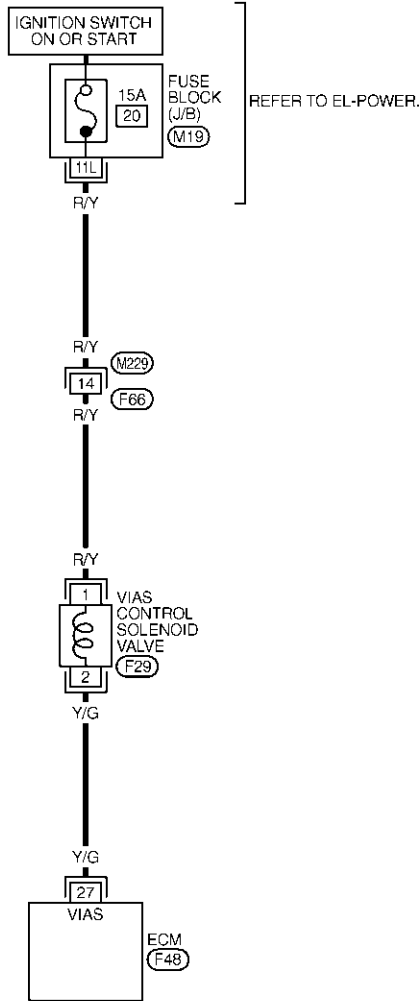 IGNITION SWITCH
ON OR START
FUSE
BLOCK
(J/B)
15A
20
M19
REFER TO EL-POWER.
11L
R/Y
R/Y
M229
14
F66
R/Y
R/Y
1
VIAS
CONTROL
SOLENOID
VALVE
F29
2
Y/G
Y/G
27
VIAS
ECM
F48